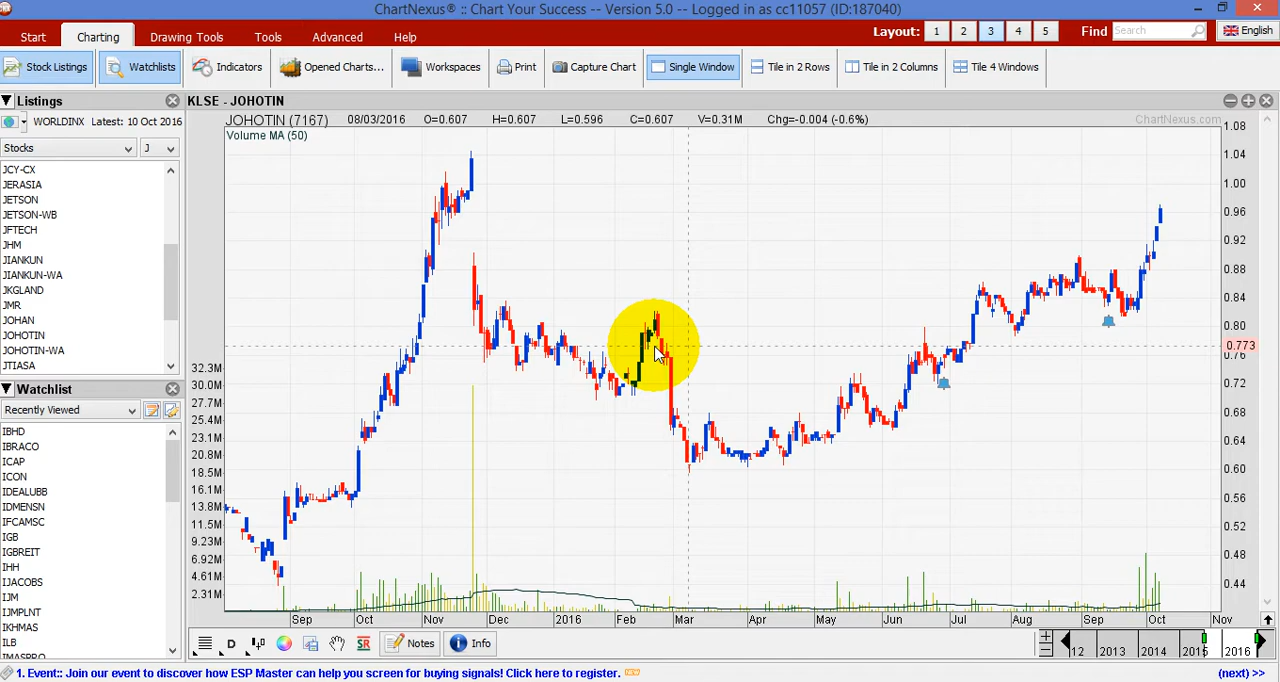 ChartNexus® :: Chart Your Success -- Version 5.0 -- Logged in as cc11057 (ID:187040)
Start Charting Drawing Tools Tools Advanced Help Layout: 1 2 3 4 5 Find Search English
Stock Listings Watchlists Indicators Opened Charts... Workspaces Print Capture Chart Single Window Tile in 2 Rows Tile in 2 Columns Tile 4 Windows
Listings
WORLDINX Latest: 10 Oct 2016
Stocks J
JCY-CX
JERASIA
JETSON
JETSON-WB
JFTECH
JHM
JIANKUN
JIANKUN-WA
JKGLAND
JMR
JOHAN
JOHOTIN
JOHOTIN-WA
JTIASA
Watchlist
Recently Viewed
IBHD
IBRACO
ICAP
ICON
IDEALUBB
IDMENSN
IFCAMSC
IGB
IGBREIT
IHH
IJACOBS
IJM
IJMPLNT
IKHMAS
ILB
IMASPRO
KLSE - JOHOTIN
JOHOTIN (7167) 08/03/2016 O=0.607 H=0.607 L=0.596 C=0.607 V=0.31M Chg=-0.004 (-0.6%) ChartNexus.com
Volume MA (50)
1.08
1.04
1.00
0.96
0.92
0.88
0.84
0.80
0.773
0.76
0.72
0.68
0.64
0.60
0.56
0.52
0.48
0.44
32.3M
30.0M
27.7M
25.4M
23.1M
20.8M
18.5M
16.1M
13.8M
11.5M
9.23M
6.92M
4.61M
2.31M
Sep Oct Nov Dec 2016 Feb Mar Apr May Jun Jul Aug Sep Oct Nov
D SR Notes Info 12 2013 2014 2015 2016
1. Event:: Join our event to discover how ESP Master can help you screen for buying signals! Click here to register. NEW (next) >>